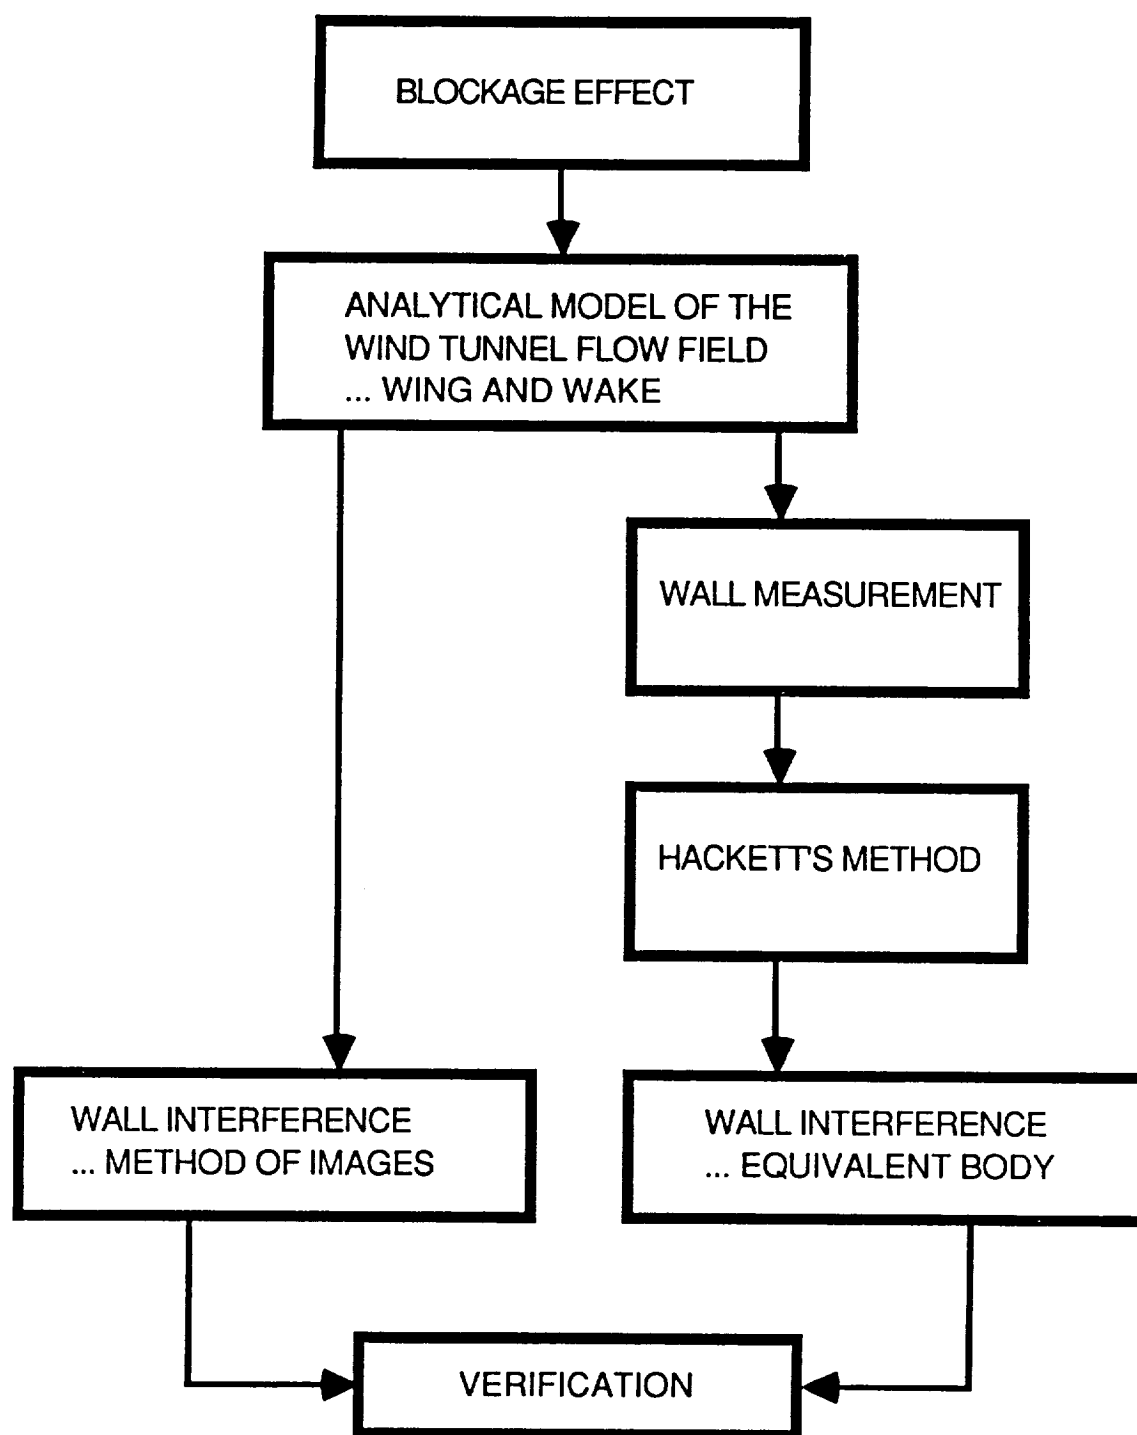 BLOCKAGE EFFECT
ANALYTICAL MODEL OF THE
WIND TUNNEL FLOW FIELD
... WING AND WAKE
WALL MEASUREMENT
HACKETT'S METHOD
WALL INTERFERENCE
... METHOD OF IMAGES
WALL INTERFERENCE
... EQUIVALENT BODY
VERIFICATION